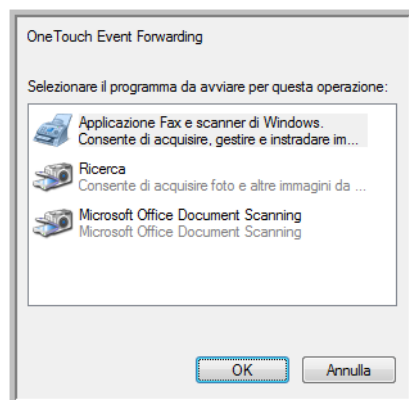 OneTouch Event Forwarding
Selezionare il programma da avviare per questa operazione:
Applicazione Fax e scanner di Windows.
Consente di acquisire, gestire e instradare im...
Ricerca
Consente di acquisire foto e altre immagini da ...
Microsoft Office Document Scanning
Microsoft Office Document Scanning
OK
Annulla